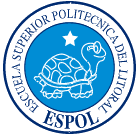 ESCUELA SUPERIOR POLITECNICA DEL LITORAL
ESPOL